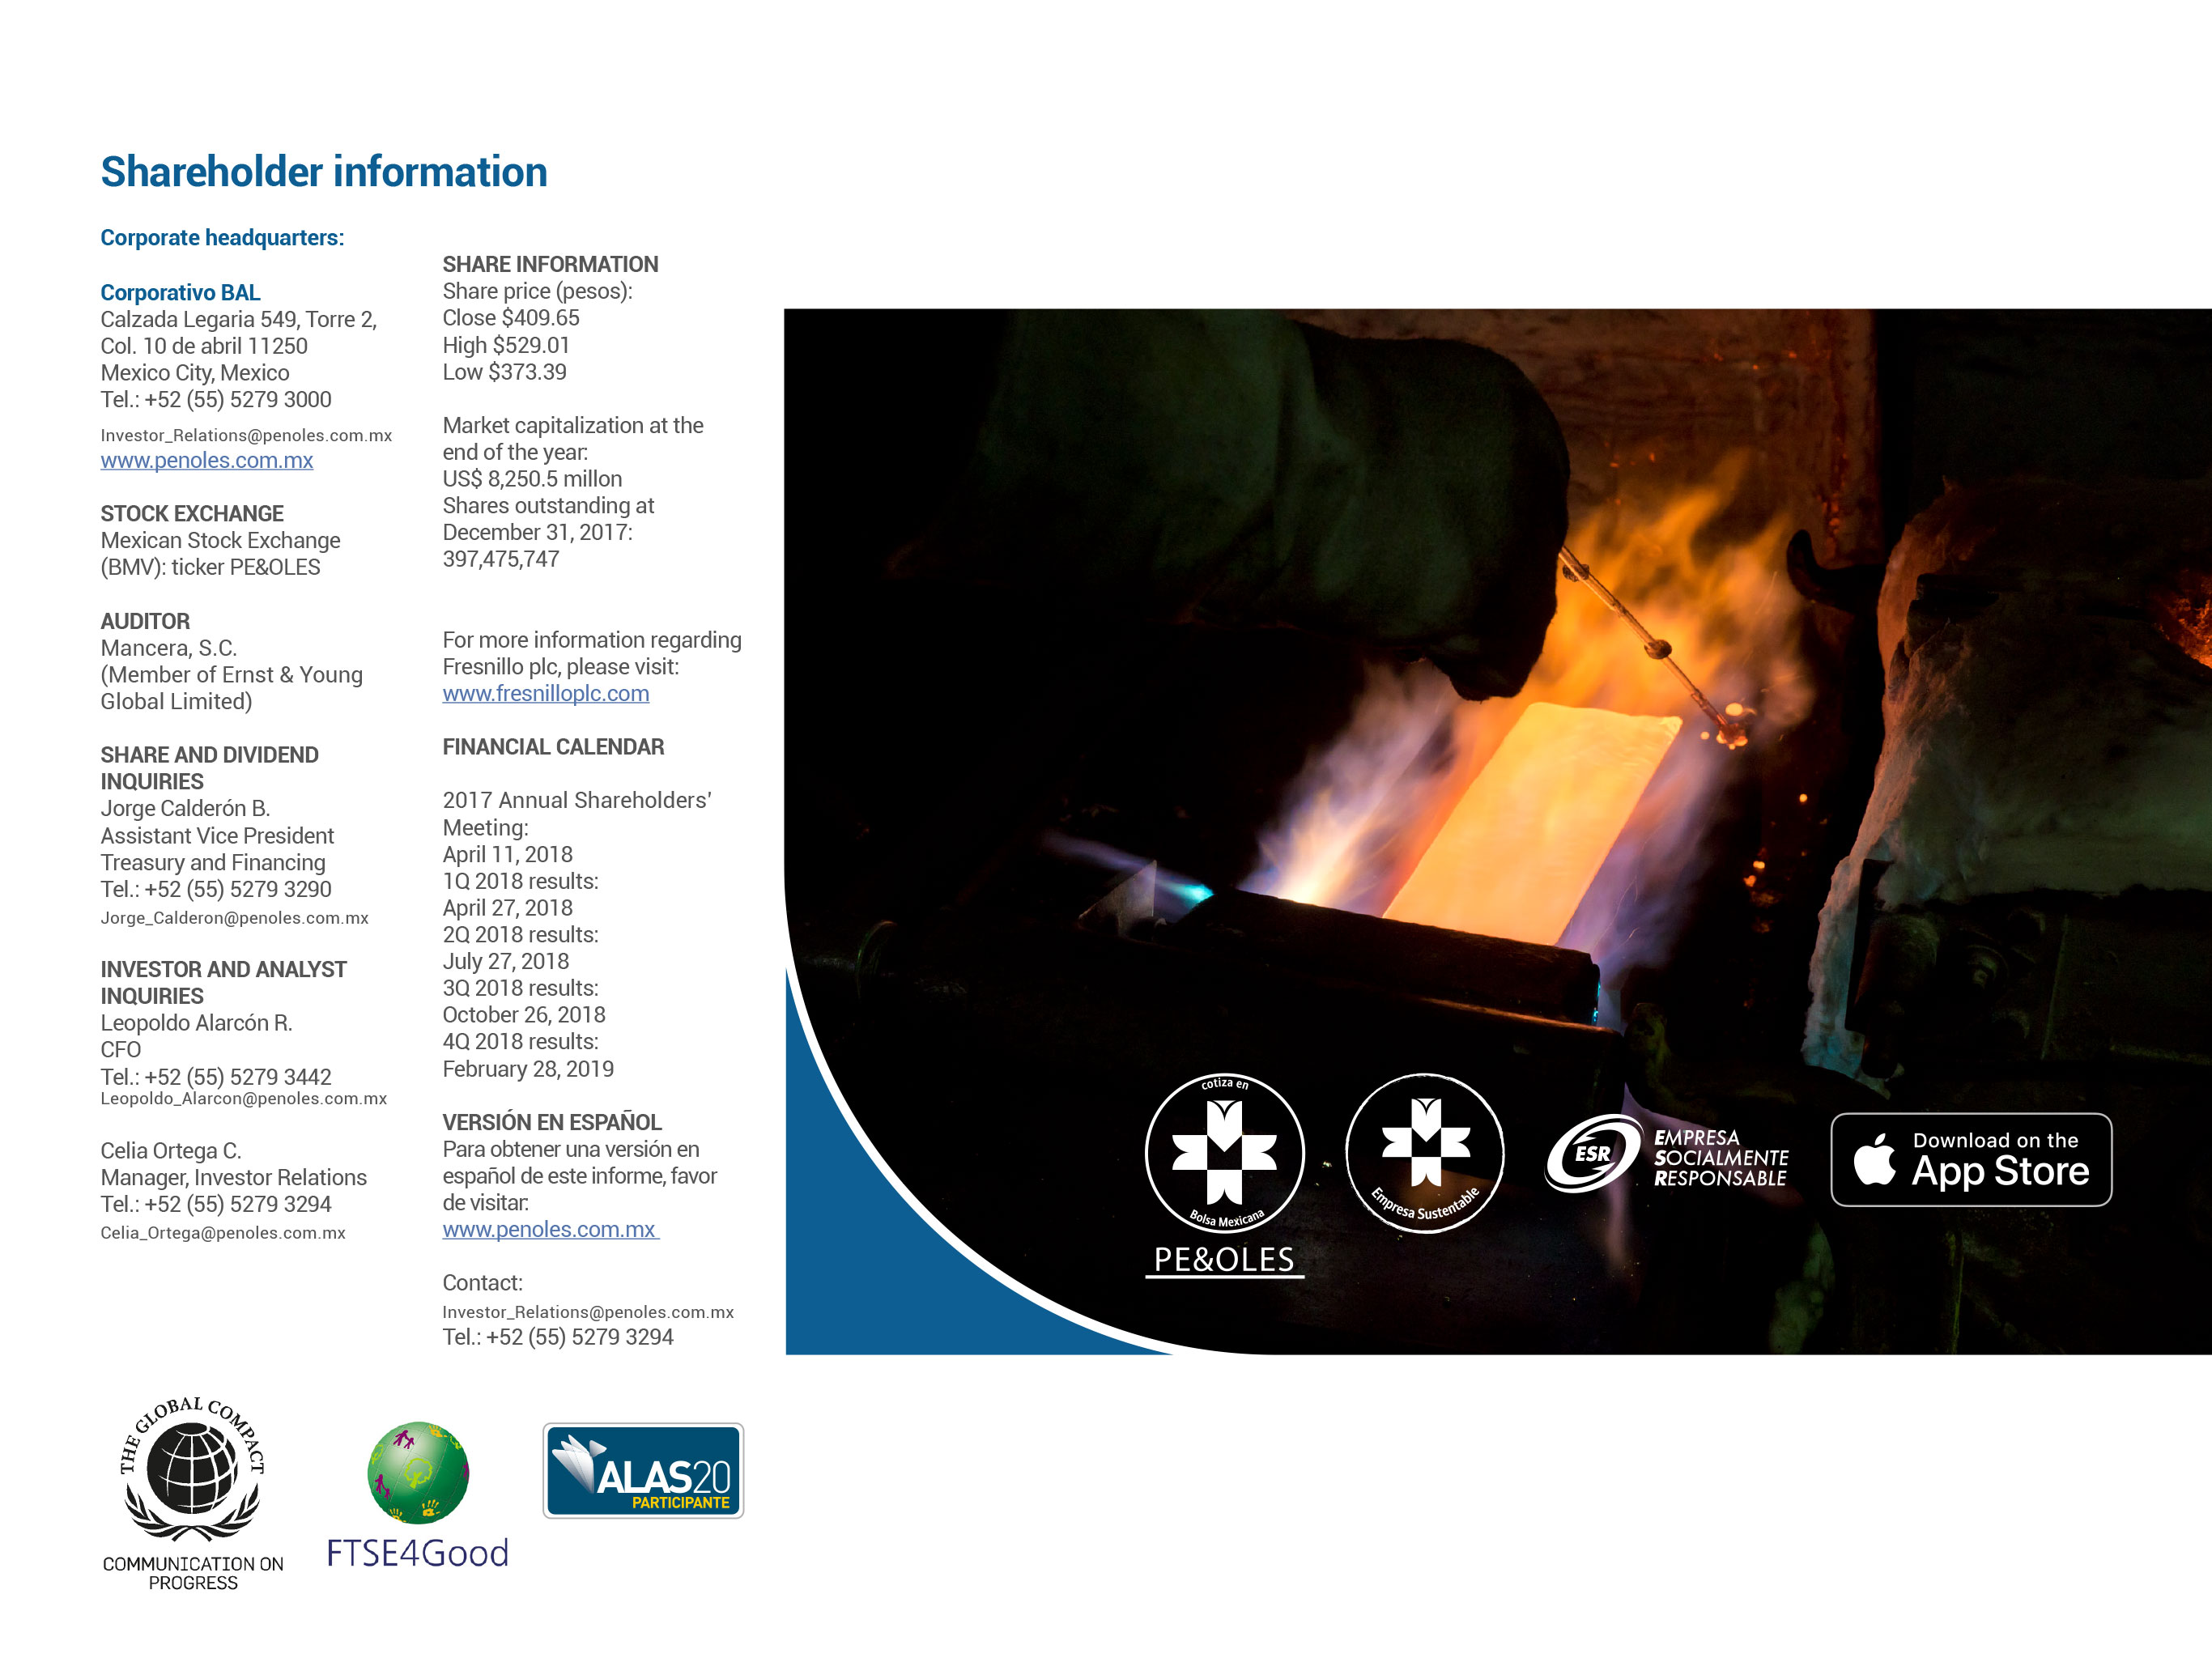 Shareholder information
Corporate headquarters:
Corporativo BAL
Calzada Legaria 549, Torre 2,
Col. 10 de abril 11250
Mexico City, Mexico
Tel.: +52 (55) 5279 3000
Investor_Relations@penoles.com.mx
www.penoles.com.mx
STOCK EXCHANGE
Mexican Stock Exchange
(BMV): ticker PE&OLES
AUDITOR
Mancera, S.C.
(Member of Ernst & Young
Global Limited)
SHARE AND DIVIDEND
INQUIRIES
Jorge Calderón B.
Assistant Vice President
Treasury and Financing
Tel.: +52 (55) 5279 3290
Jorge_Calderon@penoles.com.mx
INVESTOR AND ANALYST
INQUIRIES
Leopoldo Alarcón R.
CFO
Tel.: +52 (55) 5279 3442
Leopoldo_Alarcon@penoles.com.mx
Celia Ortega C.
Manager, Investor Relations
Tel.: +52 (55) 5279 3294
Celia_Ortega@penoles.com.mx
SHARE INFORMATION
Share price (pesos):
Close $409.65
High $529.01
Low $373.39
Market capitalization at the
end of the year:
US$ 8,250.5 millon
Shares outstanding at
December 31, 2017:
397,475,747
For more information regarding
Fresnillo plc, please visit:
www.fresnilloplc.com
FINANCIAL CALENDAR
2017 Annual Shareholders’
Meeting:
April 11, 2018
1Q 2018 results:
April 27, 2018
2Q 2018 results:
July 27, 2018
3Q 2018 results:
October 26, 2018
4Q 2018 results:
February 28, 2019
VERSIÓN EN ESPAÑOL
Para obtener una versión en
español de este informe, favor
de visitar:
www.penoles.com.mx
Contact:
Investor_Relations@penoles.com.mx
Tel.: +52 (55) 5279 3294
cotiza en
Bolsa Mexicana
PE&OLES
Empresa Sustentable
ESR
EMPRESA
SOCIALMENTE
RESPONSABLE
Download on the
App Store
THE GLOBAL COMPACT
COMMUNICATION ON
PROGRESS
FTSE4Good
ALAS20
PARTICIPANTE